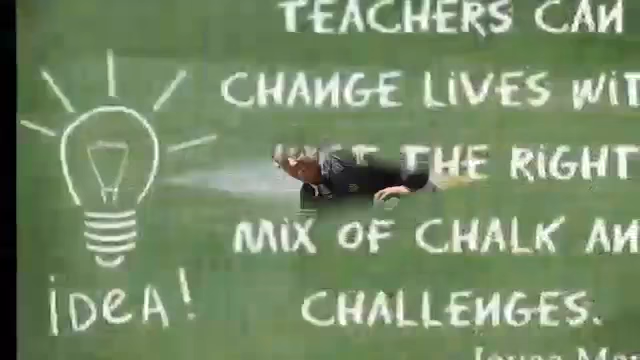 TEACHERS CAN
CHANGE LIVES WIT
THE RIGHT
MIX OF CHALK AN
CHALLENGES.
iDeA!